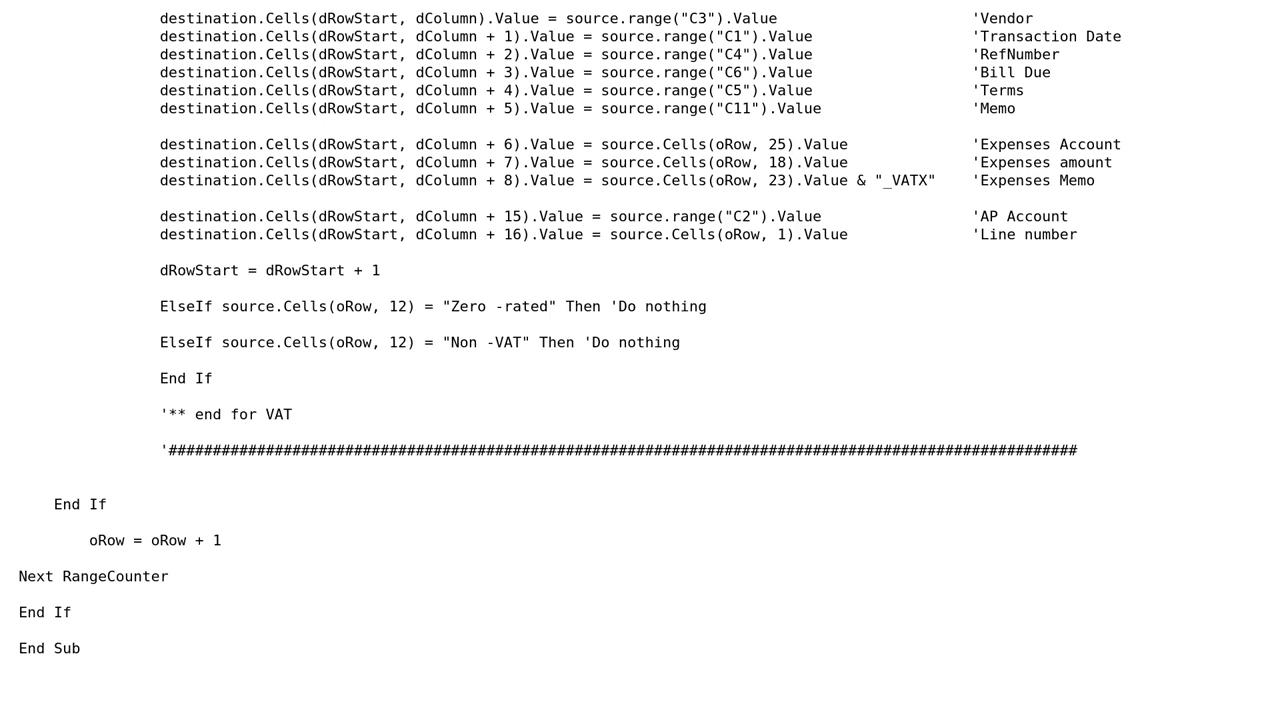 destination.Cells(dRowStart, dColumn).Value = source.range("C3").Value 'Vendor
destination.Cells(dRowStart, dColumn + 1).Value = source.range("C1").Value 'Transaction Date
destination.Cells(dRowStart, dColumn + 2).Value = source.range("C4").Value 'RefNumber
destination.Cells(dRowStart, dColumn + 3).Value = source.range("C6").Value 'Bill Due
destination.Cells(dRowStart, dColumn + 4).Value = source.range("C5").Value 'Terms
destination.Cells(dRowStart, dColumn + 5).Value = source.range("C11").Value 'Memo
destination.Cells(dRowStart, dColumn + 6).Value = source.Cells(oRow, 25).Value 'Expenses Account
destination.Cells(dRowStart, dColumn + 7).Value = source.Cells(oRow, 18).Value 'Expenses amount
destination.Cells(dRowStart, dColumn + 8).Value = source.Cells(oRow, 23).Value & "_VATX" 'Expenses Memo
destination.Cells(dRowStart, dColumn + 15).Value = source.range("C2").Value 'AP Account
destination.Cells(dRowStart, dColumn + 16).Value = source.Cells(oRow, 1).Value 'Line number
dRowStart = dRowStart + 1
ElseIf source.Cells(oRow, 12) = "Zero -rated" Then 'Do nothing
ElseIf source.Cells(oRow, 12) = "Non -VAT" Then 'Do nothing
End If
'** end for VAT
'#######################################################################################################
End If
oRow = oRow + 1
Next RangeCounter
End If
End Sub